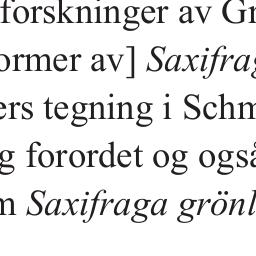 forskninger av Gr
ormer av] Saxifrag
ers tegning i Schm
g forordet og også
m Saxifraga grönl